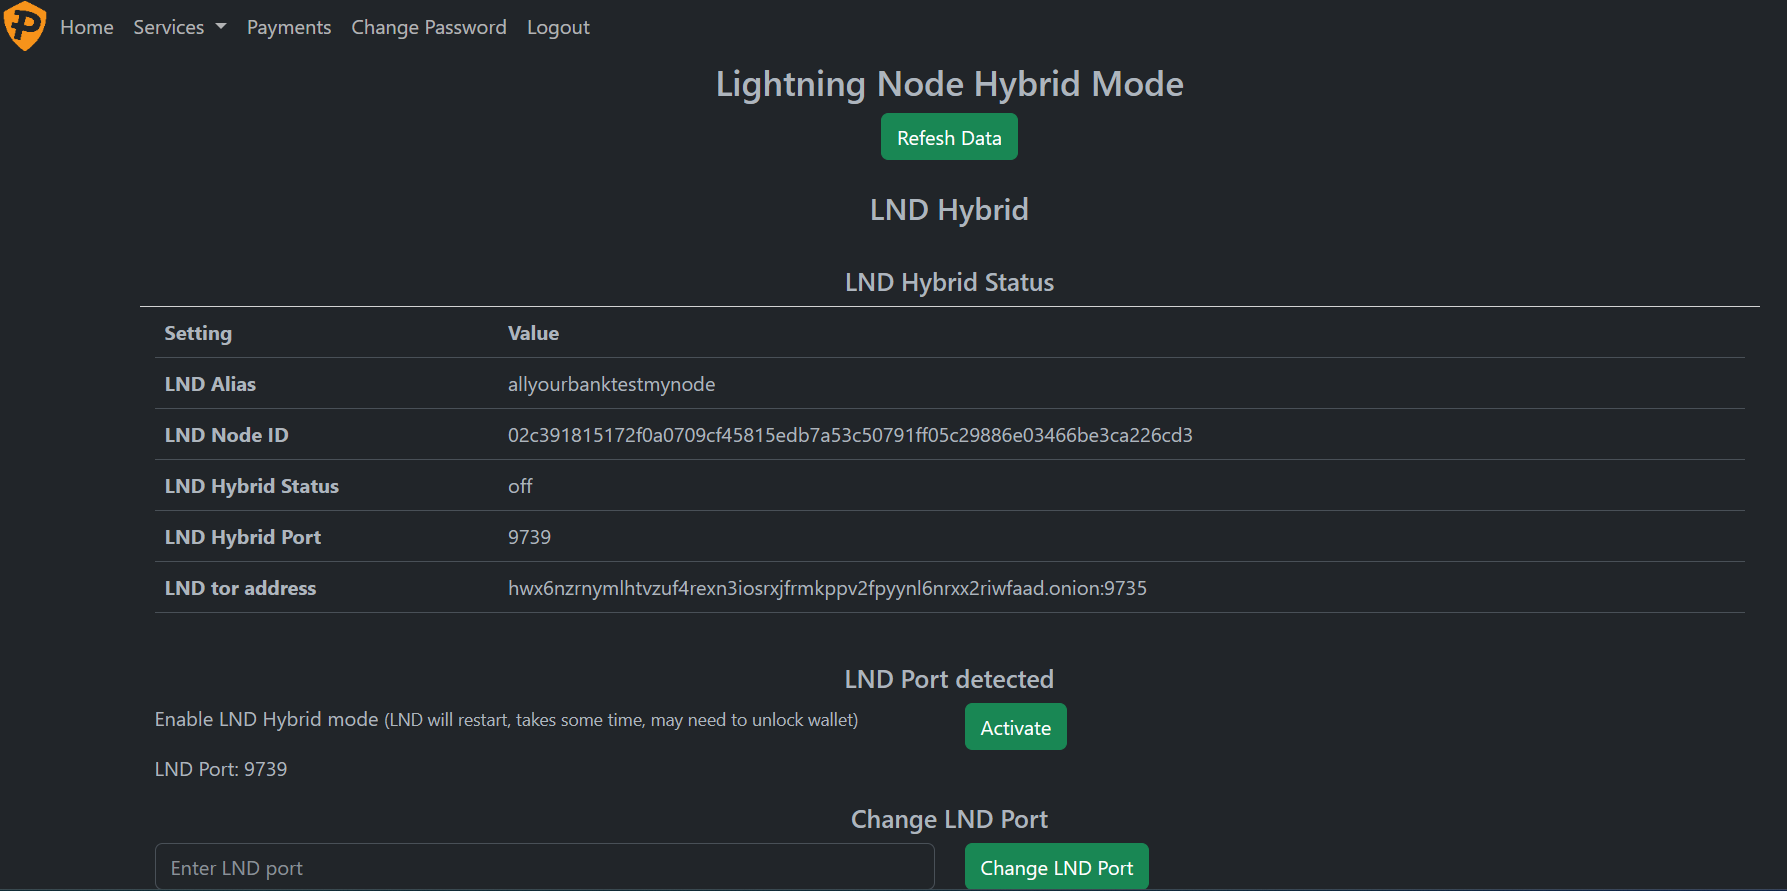 Home Services Payments Change Password Logout
Lightning Node Hybrid Mode
Refesh Data
LND Hybrid
LND Hybrid Status
Setting Value
LND Alias allyourbanktestmynode
LND Node ID 02c391815172f0a0709cf45815edb7a53c50791ff05c29886e03466be3ca226cd3
LND Hybrid Status off
LND Hybrid Port 9739
LND tor address hwx6nzrnymlhtvzuf4rexn3iosrxjfrmkppv2fpyynl6nrxx2riwfaad.onion:9735
LND Port detected
Enable LND Hybrid mode (LND will restart, takes some time, may need to unlock wallet) Activate
LND Port: 9739
Change LND Port
Enter LND port Change LND Port